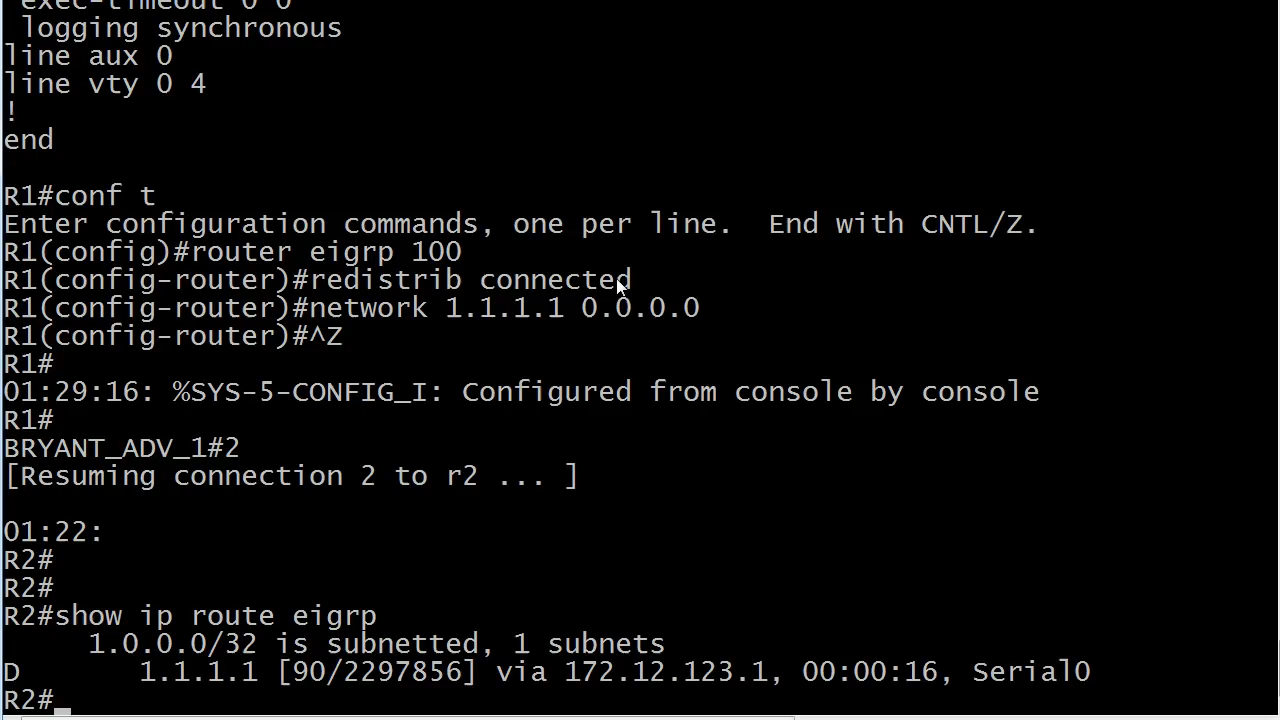 exec-timeout 0 0
logging synchronous
line aux 0
line vty 0 4
!
end
R1#conf t
Enter configuration commands, one per line.  End with CNTL/Z.
R1(config)#router eigrp 100
R1(config-router)#redistrib connected
R1(config-router)#network 1.1.1.1 0.0.0.0
R1(config-router)#^Z
R1#
01:29:16: %SYS-5-CONFIG_I: Configured from console by console
R1#
BRYANT_ADV_1#2
[Resuming connection 2 to r2 ... ]
01:22:
R2#
R2#
R2#show ip route eigrp
     1.0.0.0/32 is subnetted, 1 subnets
D       1.1.1.1 [90/2297856] via 172.12.123.1, 00:00:16, Serial0
R2#